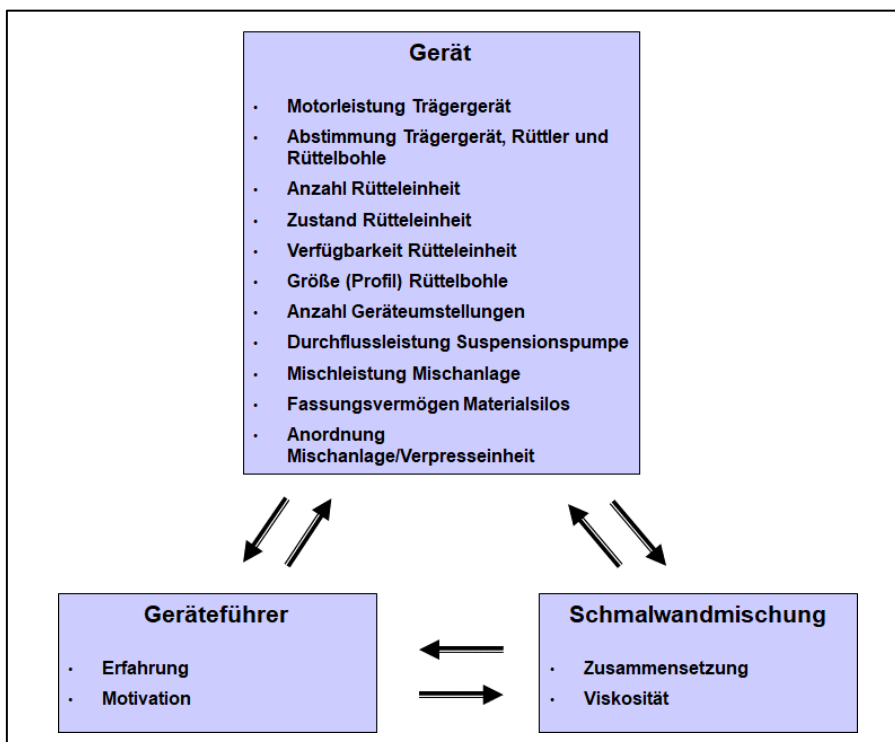 Gerät
· Motorleistung Trägergerät
· Abstimmung Trägergerät, Rüttler und
Rüttelbohle
· Anzahl Rütteleinheit
· Zustand Rütteleinheit
· Verfügbarkeit Rütteleinheit
· Größe (Profil) Rüttelbohle
· Anzahl Geräteumstellungen
· Durchflussleistung Suspensionspumpe
· Mischleistung Mischanlage
· Fassungsvermögen Materialsilos
· Anordnung
Mischanlage/Verpresseinheit
Geräteführer
· Erfahrung
· Motivation
Schmalwandmischung
· Zusammensetzung
· Viskosität